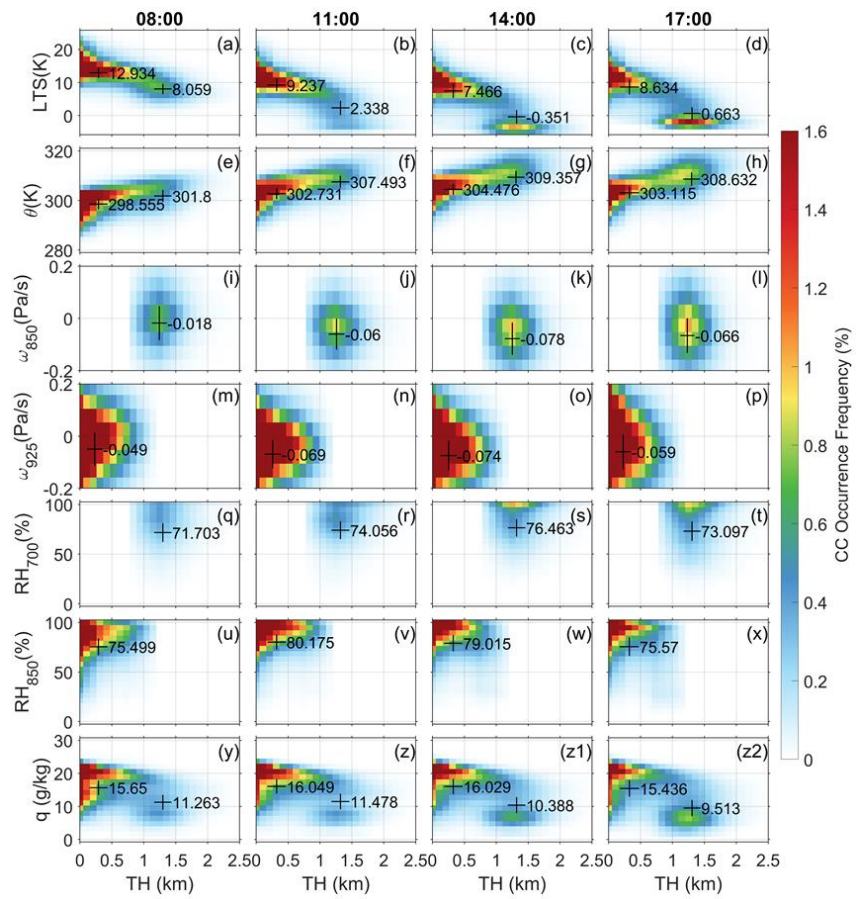 08:00 11:00 14:00 17:00
LTS(K) 20 10 0
(a) 12.934 8.059
(b) 9.237 2.338
(c) 7.466 -0.351
(d) 8.634 0.663
θ(K) 320 300 280
(e) 298.555 301.8
(f) 302.731 307.493
(g) 304.476 309.357
(h) 303.115 308.632
ω850(Pa/s) 0.2 0 -0.2
(i) -0.018
(j) -0.06
(k) -0.078
(l) -0.066
ω925(Pa/s) 0.2 0 -0.2
(m) -0.049
(n) -0.069
(o) -0.074
(p) -0.059
RH700(%) 100 50 0
(q) 71.703
(r) 74.056
(s) 76.463
(t) 73.097
RH850(%) 100 50 0
(u) 75.499
(v) 80.175
(w) 79.015
(x) 75.57
q (g/kg) 30 20 10 0
(y) 15.65 11.263
(z) 16.049 11.478
(z1) 16.029 10.388
(z2) 15.436 9.513
0 0.5 1 1.5 2 2.50 0.5 1 1.5 2 2.50 0.5 1 1.5 2 2.50 0.5 1 1.5 2 2.5
TH (km) TH (km) TH (km) TH (km)
1.6
1.4
1.2
1
0.8
0.6
0.4
0.2
0
CC Occurrence Frequency (%)